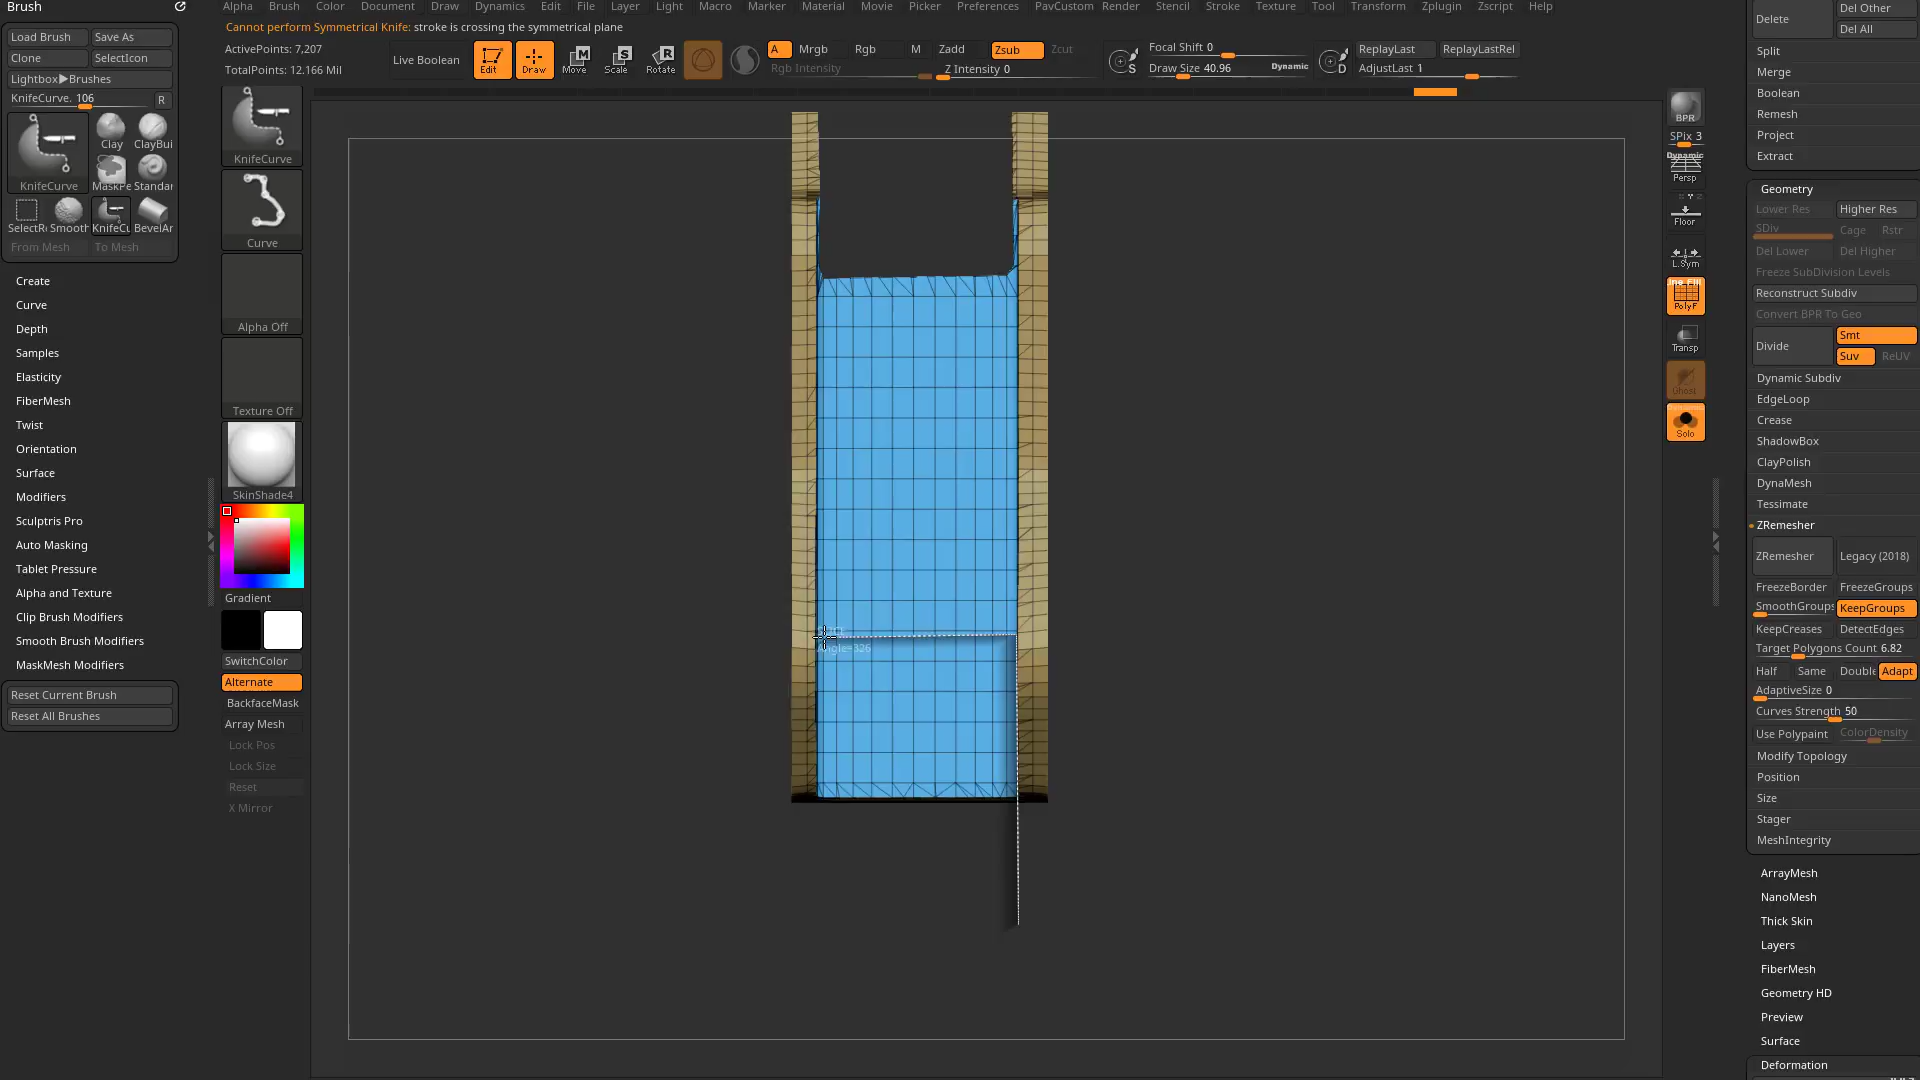 Brush
Alpha Brush Color Document Draw Dynamics Edit File Layer Light Macro Marker Material Movie Picker Preferences PavCustom Render Stencil Stroke Texture Tool Transform Zplugin Zscript Help
Cannot perform Symmetrical Knife: stroke is crossing the symmetrical plane
ActivePoints: 7,207
TotalPoints: 12.166 Mil
Live Boolean
Edit Draw Move Scale Rotate
A Mrgb Rgb M Zadd Zsub Zcut
Rgb Intensity Z Intensity 0
Focal Shift 0
Draw Size 40.96 Dynamic
S D
ReplayLast ReplayLastRel
AdjustLast 1
Load Brush Save As
Clone SelectIcon
Lightbox▶Brushes
KnifeCurve. 106 R
KnifeCurve Clay ClayBui
MaskPe Standar
SelectRe Smooth KnifeCu BevelAr
From Mesh To Mesh
Create
Curve
Depth
Samples
Elasticity
FiberMesh
Twist
Orientation
Surface
Modifiers
Sculptris Pro
Auto Masking
Tablet Pressure
Alpha and Texture
Clip Brush Modifiers
Smooth Brush Modifiers
MaskMesh Modifiers
Reset Current Brush
Reset All Brushes
KnifeCurve
Curve
Alpha Off
Texture Off
SkinShade4
Gradient
SwitchColor
Alternate
BackfaceMask
Array Mesh
Lock Pos
Lock Size
Reset
X Mirror
Angle=326
BPR
SPix 3
Dynamic
Persp
Floor
L.Sym
PolyF
Transp
Ghost
Solo
Delete Del Other
Del All
Split
Merge
Boolean
Remesh
Project
Extract
Geometry
Lower Res Higher Res
SDiv Cage Rstr
Del Lower Del Higher
Freeze SubDivision Levels
Reconstruct Subdiv
Convert BPR To Geo
Divide Smt
Suv ReUV
Dynamic Subdiv
EdgeLoop
Crease
ShadowBox
ClayPolish
DynaMesh
Tessimate
ZRemesher
ZRemesher Legacy (2018)
FreezeBorder FreezeGroups
SmoothGroups KeepGroups
KeepCreases DetectEdges
Target Polygons Count 6.82
Half Same Double Adapt
AdaptiveSize 0
Curves Strength 50
Use Polypaint ColorDensity
Modify Topology
Position
Size
Stager
MeshIntegrity
ArrayMesh
NanoMesh
Thick Skin
Layers
FiberMesh
Geometry HD
Preview
Surface
Deformation